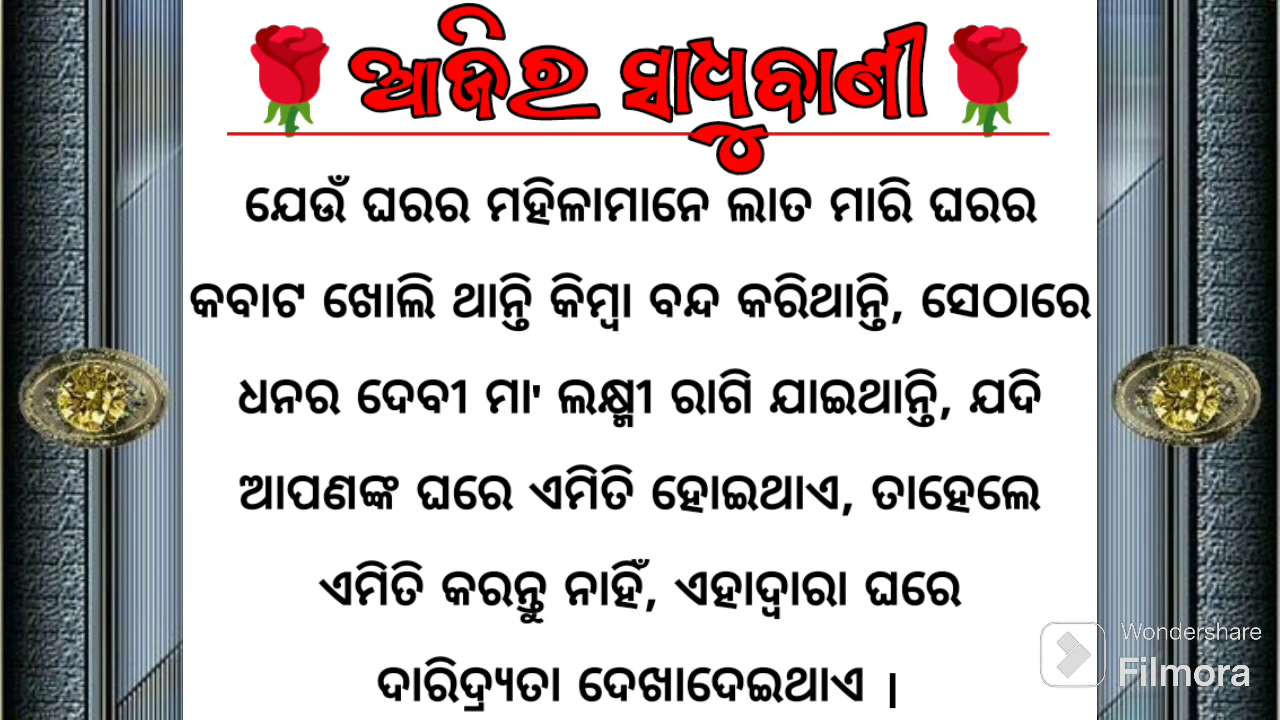 ଆଜିର ସାଧୁବାଣୀ
ଯେଉଁ ଘରର ମହିଳାମାନେ ଲାତ ମାରି ଘରର
କବାଟ ଖୋଲି ଥାନ୍ତି କିମ୍ବା ବନ୍ଦ କରିଥାନ୍ତି, ସେଠାରେ
ଧନର ଦେବୀ ମା' ଲକ୍ଷ୍ମୀ ରାଗି ଯାଇଥାନ୍ତି, ଯଦି
ଆପଣଙ୍କ ଘରେ ଏମିତି ହୋଇଥାଏ, ତାହେଲେ
ଏମିତି କରନ୍ତୁ ନାହିଁ, ଏହାଦ୍ୱାରା ଘରେ
ଦାରିଦ୍ର୍ୟତା ଦେଖାଦେଇଥାଏ |
Wondershare
Filmora